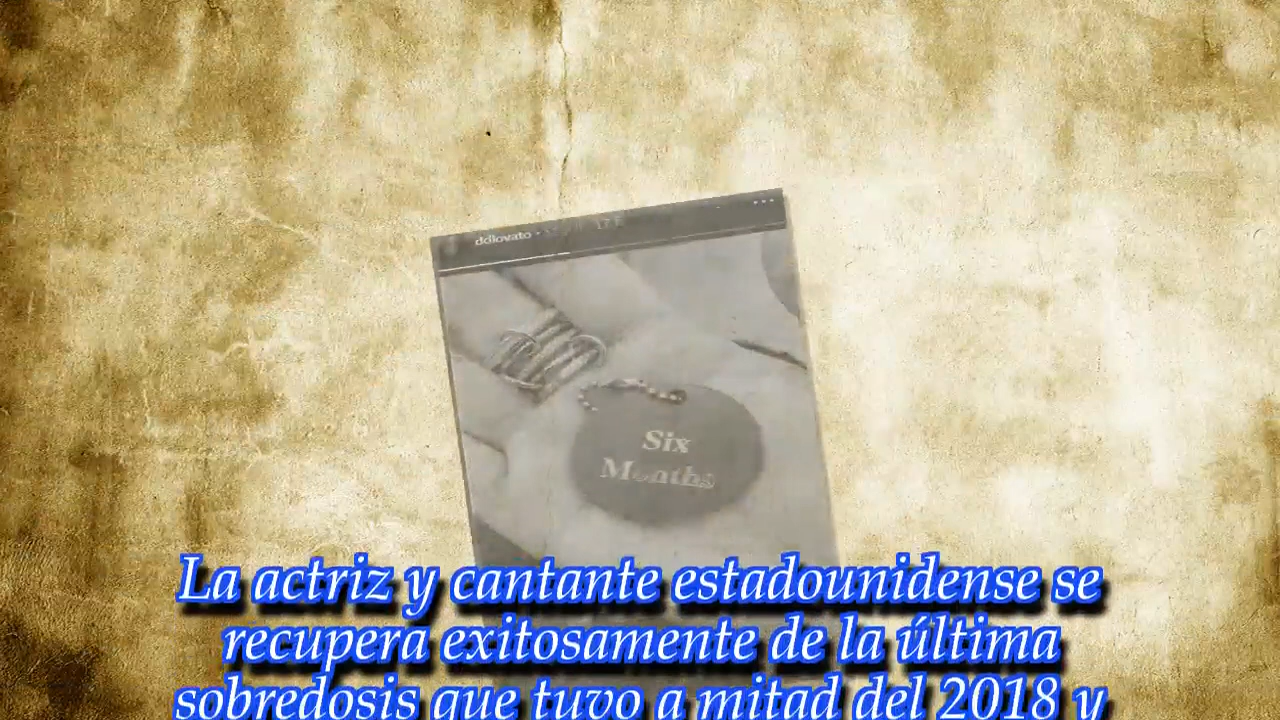 ddlovato
Six
Months
La actriz y cantante estadounidense se
recupera exitosamente de la última
sobredosis que tuvo a mitad del 2018 y